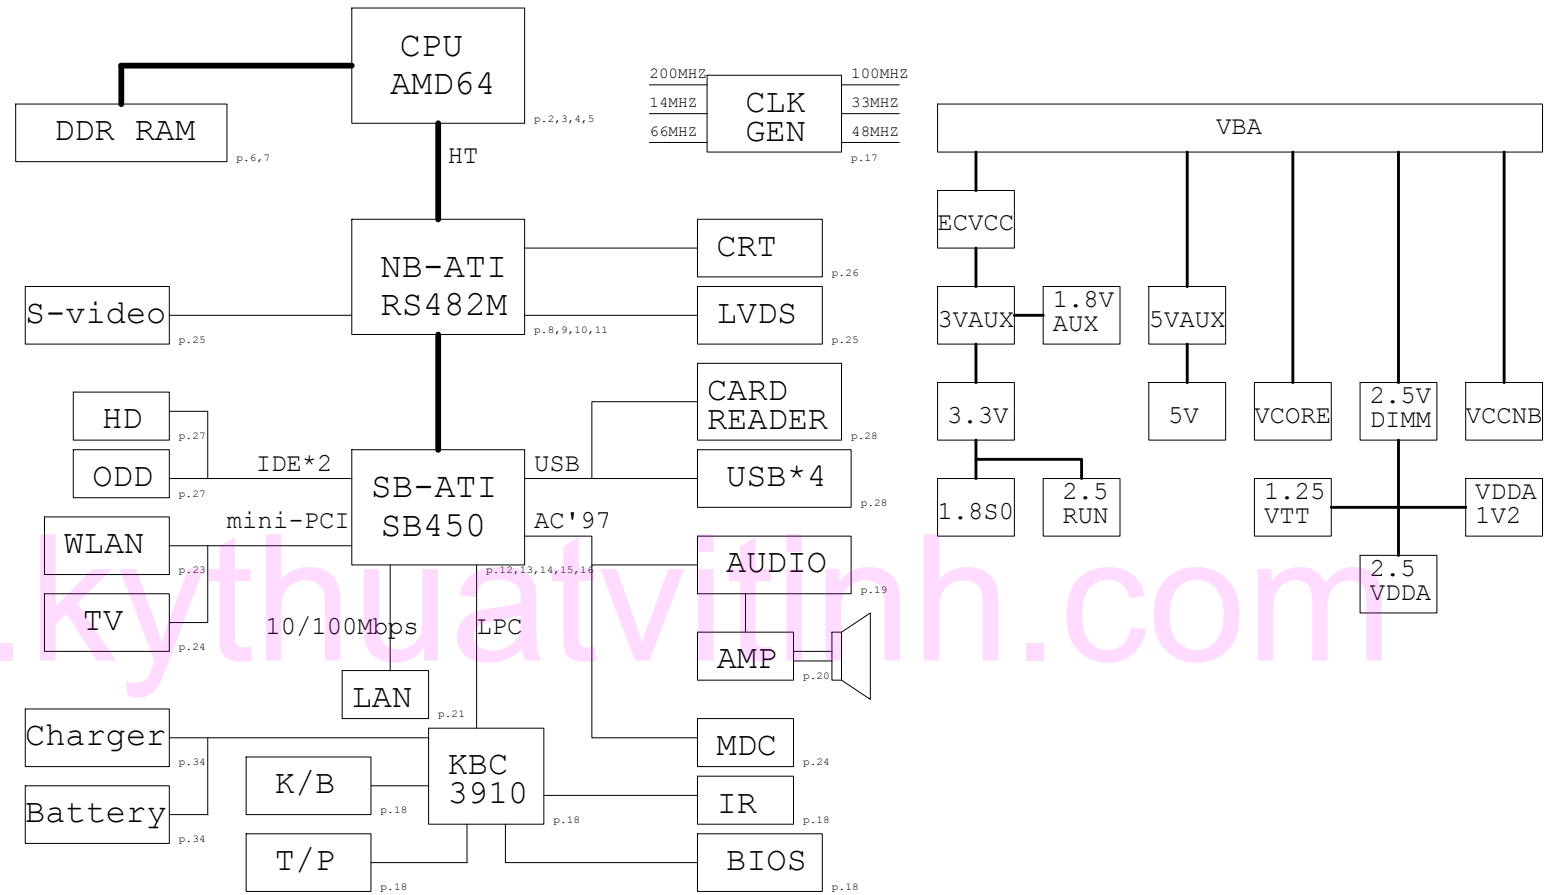 CPU
AMD64
p.2,3,4,5
DDR RAM
p.6,7
HT
200MHZ
14MHZ
66MHZ
CLK
GEN
100MHZ
33MHZ
48MHZ
p.17
NB-ATI
RS482M
p.8,9,10,11
S-video
p.25
CRT
p.26
LVDS
p.25
HD
p.27
ODD
p.27
IDE*2
WLAN
p.23
TV
p.24
mini-PCI
SB-ATI
SB450
p.12,13,14,15,16
USB
CARD
READER
p.28
USB*4
p.28
AC'97
AUDIO
p.19
AMP
p.20
MDC
p.24
10/100Mbps
LAN
p.21
LPC
Charger
p.34
Battery
p.34
KBC
3910
p.18
K/B
p.18
T/P
p.18
IR
p.18
BIOS
p.18
VBA
ECVCC
3VAUX
1.8V
AUX
3.3V
1.8S0
2.5
RUN
5VAUX
5V
VCORE
2.5V
DIMM
VCCNB
1.25
VTT
VDDA
1V2
2.5
VDDA
.kythuatvitinh.com